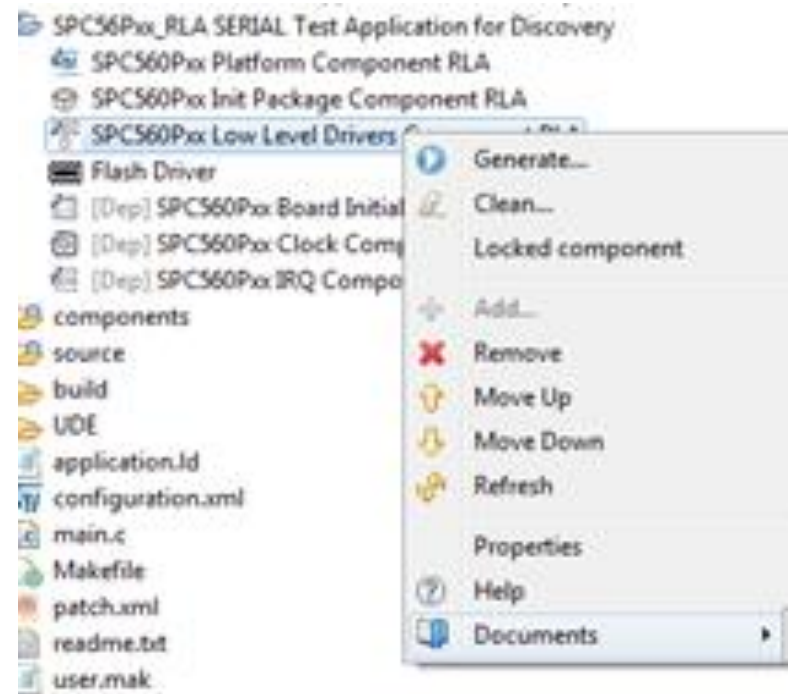 SPC56Pxx_RLA SERIAL Test Application for Discovery
SPC560Pxx Platform Component RLA
SPC560Pxx Init Package Component RLA
SPC560Pxx Low Level Drivers
Flash Driver
[Dep] SPC560Pxx Board Initial
[Dep] SPC560Pxx Clock Comp
[Dep] SPC560Pxx IRQ Compo
components
source
build
UDE
application.ld
configuration.xml
main.c
Makefile
patch.xml
readme.txt
user.mak
Generate...
Clean...
Locked component
Add...
Remove
Move Up
Move Down
Refresh
Properties
Help
Documents